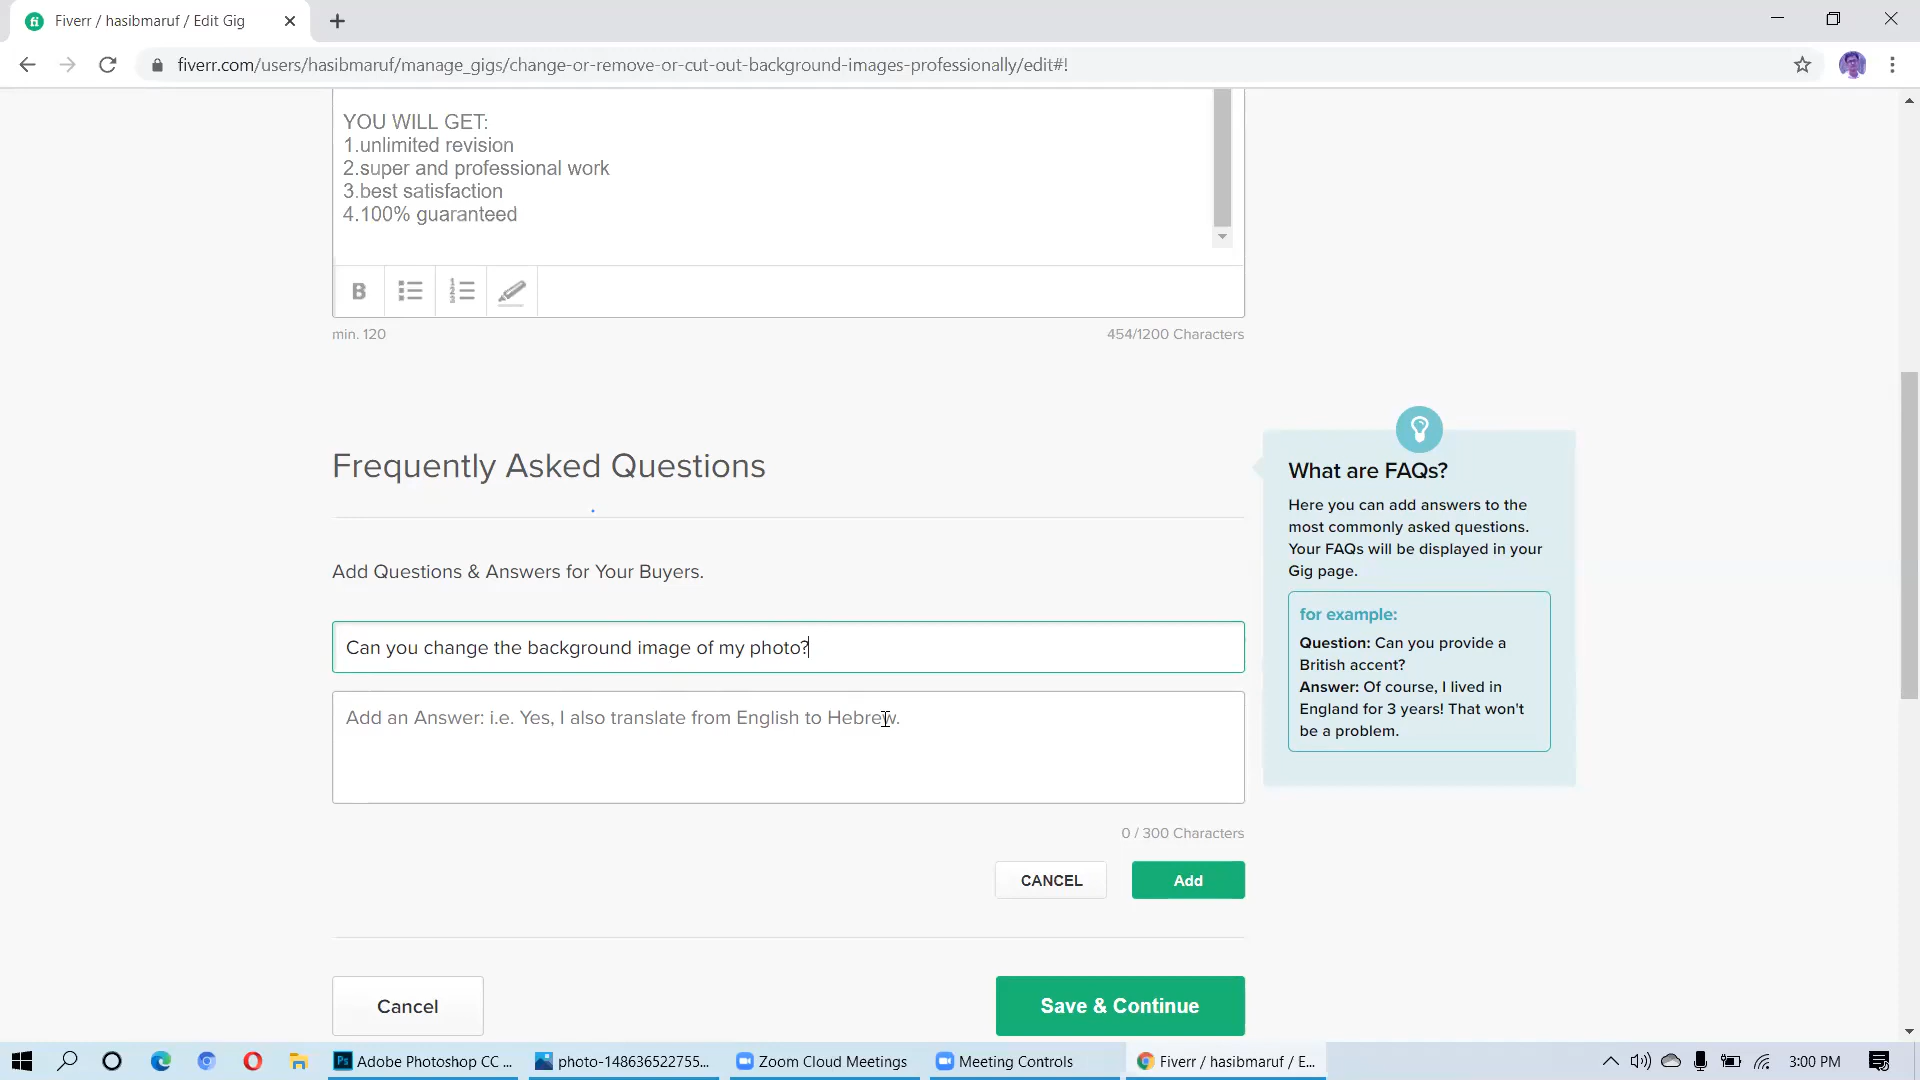 Fiverr / hasibmaruf / Edit Gig
fiverr.com/users/hasibmaruf/manage_gigs/change-or-remove-or-cut-out-background-images-professionally/edit#!
YOU WILL GET:
1.unlimited revision
2.super and professional work
3.best satisfaction
4.100% guaranteed
B
min. 120
454/1200 Characters
Frequently Asked Questions
Add Questions & Answers for Your Buyers.
Can you change the background image of my photo?
Add an Answer: i.e. Yes, I also translate from English to Hebrew.
0 / 300 Characters
CANCEL
Add
What are FAQs?
Here you can add answers to the
most commonly asked questions.
Your FAQs will be displayed in your
Gig page.
for example:
Question: Can you provide a
British accent?
Answer: Of course, I lived in
England for 3 years! That won't
be a problem.
Cancel
Save & Continue
Ps Adobe Photoshop CC ...
photo-148636522755...
Zoom Cloud Meetings
Meeting Controls
Fiverr / hasibmaruf / E...
3:00 PM